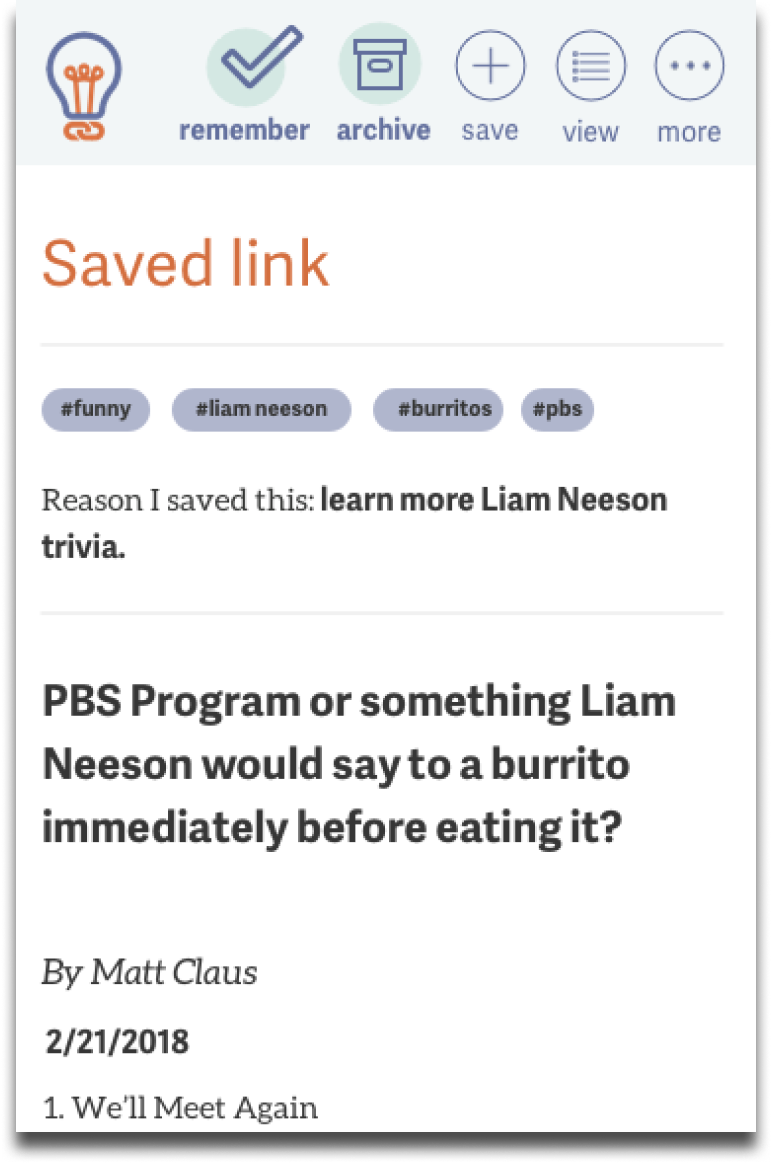 remember archive save view more
Saved link
#funny #liam neeson #burritos #pbs
Reason I saved this: learn more Liam Neeson
trivia.
PBS Program or something Liam
Neeson would say to a burrito
immediately before eating it?
By Matt Claus
2/21/2018
1. We’ll Meet Again